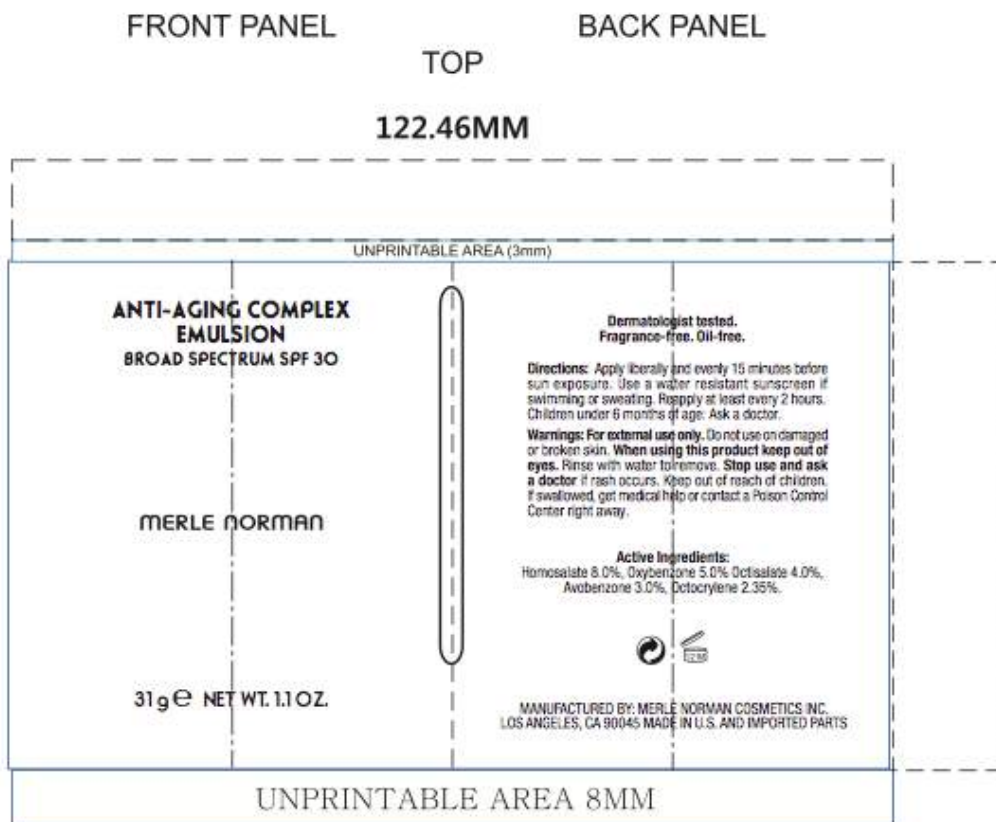 FRONT PANEL
BACK PANEL
TOP
122.46MM
UNPRINTABLE AREA (3mm)
ANTI-AGING COMPLEX
EMULSION
BROAD SPECTRUM SPF 30
MERLE NORMAN
31g e NET WT. 1.1 OZ.
Dermatologist tested.
Fragrance-free. Oil-free.
Directions: Apply liberally and evenly 15 minutes before
sun exposure. Use a water resistant sunscreen if
swimming or sweating. Reapply at least every 2 hours.
Children under 6 months of age: Ask a doctor.
Warnings: For external use only. Do not use on damaged
or broken skin. When using this product keep out of
eyes. Rinse with water to remove. Stop use and ask
a doctor if rash occurs. Keep out of reach of children.
If swallowed, get medical help or contact a Poison Control
Center right away.
Active Ingredients:
Homosalate 8.0%, Oxybenzone 5.0% Octisalate 4.0%,
Avobenzone 3.0%, Octocrylene 2.35%.
12 M
MANUFACTURED BY: MERLE NORMAN COSMETICS INC.
LOS ANGELES, CA 90045 MADE IN U.S. AND IMPORTED PARTS
UNPRINTABLE AREA 8MM